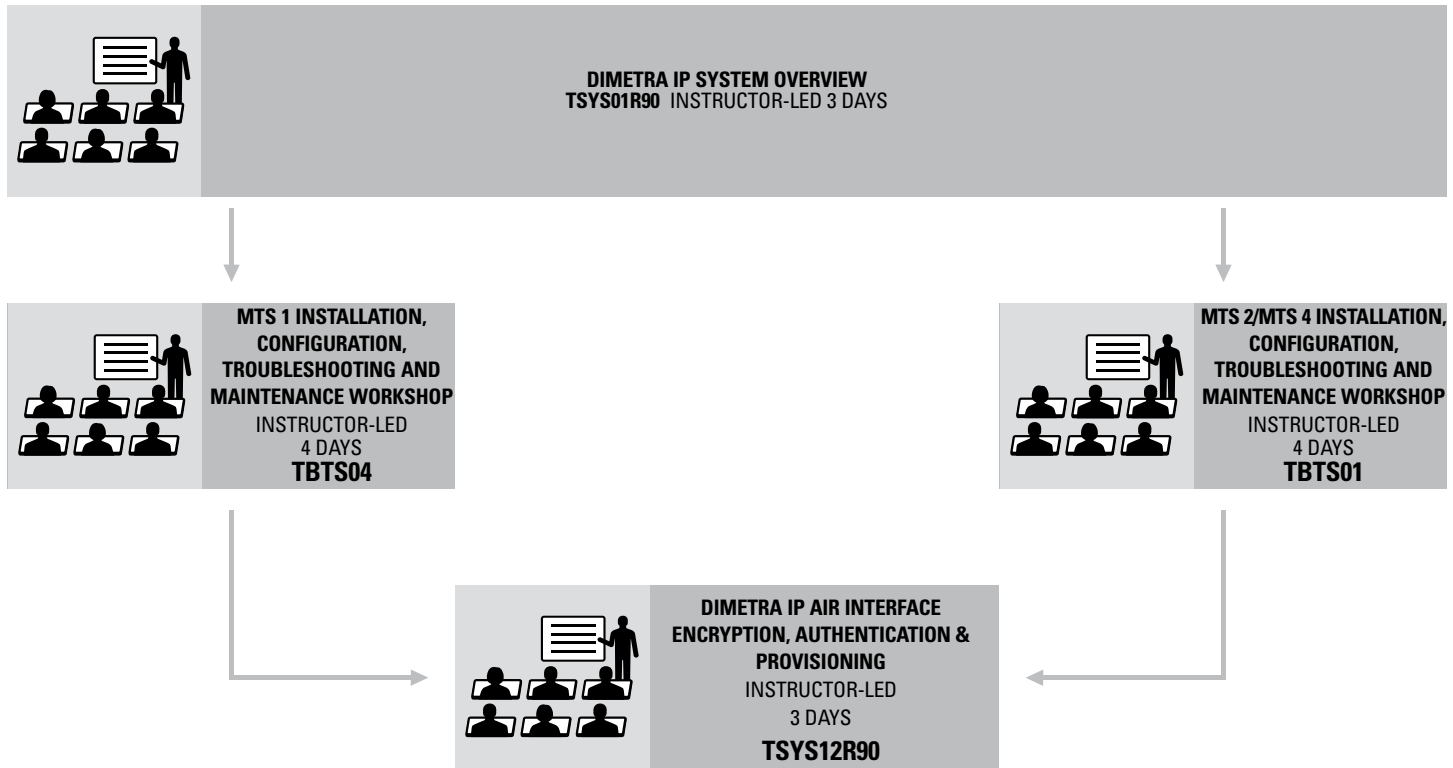 DIMETRA IP SYSTEM OVERVIEW
TSYS01R90 INSTRUCTOR-LED 3 DAYS
MTS 1 INSTALLATION,
CONFIGURATION,
TROUBLESHOOTING AND
MAINTENANCE WORKSHOP
INSTRUCTOR-LED
4 DAYS
TBTS04
MTS 2/MTS 4 INSTALLATION,
CONFIGURATION,
TROUBLESHOOTING AND
MAINTENANCE WORKSHOP
INSTRUCTOR-LED
4 DAYS
TBTS01
DIMETRA IP AIR INTERFACE
ENCRYPTION, AUTHENTICATION &
PROVISIONING
INSTRUCTOR-LED
3 DAYS
TSYS12R90